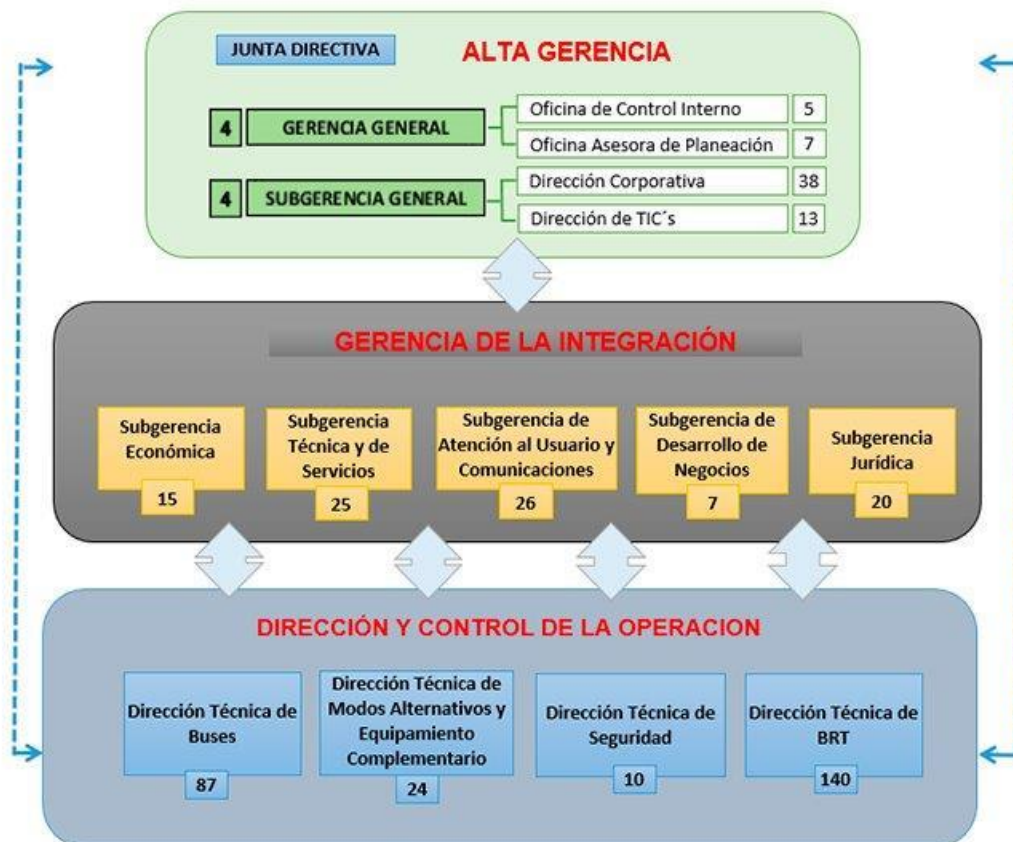 JUNTA DIRECTIVA
ALTA GERENCIA
4
GERENCIA GENERAL
Oficina de Control Interno
5
Oficina Asesora de Planeación
7
4
SUBGERENCIA GENERAL
Dirección Corporativa
38
Dirección de TIC´s
13
GERENCIA DE LA INTEGRACIÓN
Subgerencia
Económica
15
Subgerencia
Técnica y de
Servicios
25
Subgerencia de
Atención al Usuario y
Comunicaciones
26
Subgerencia de
Desarrollo de
Negocios
7
Subgerencia
Jurídica
20
DIRECCIÓN Y CONTROL DE LA OPERACION
Dirección Técnica de
Buses
87
Dirección Técnica de
Modos Alternativos y
Equipamiento
Complementario
24
Dirección Técnica de
Seguridad
10
Dirección Técnica de
BRT
140